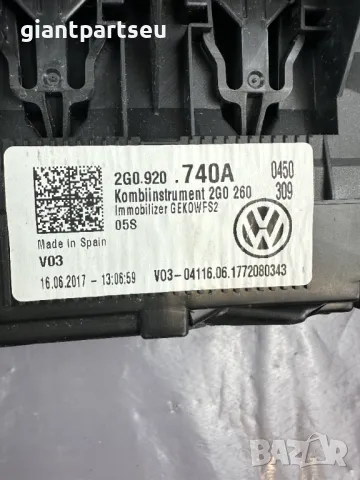 giantpartseu
2G0.920 .740A 0450
Kombiinstrument 2G0 260 309
Immobilizer GEKOWFS2
05S
Made in Spain
V03
16.06.2017 - 13:06:59 V03-04116.06.1772080343
BAZAR